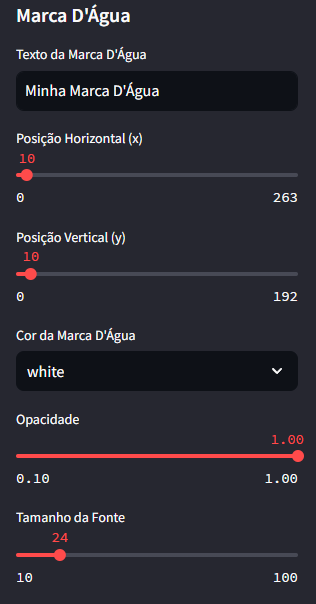 Marca D'Água
Texto da Marca D'Água
Minha Marca D'Água
Posição Horizontal (x)
10
0 263
Posição Vertical (y)
10
0 192
Cor da Marca D'Água
white
Opacidade
1.00
0.10 1.00
Tamanho da Fonte
24
10 100